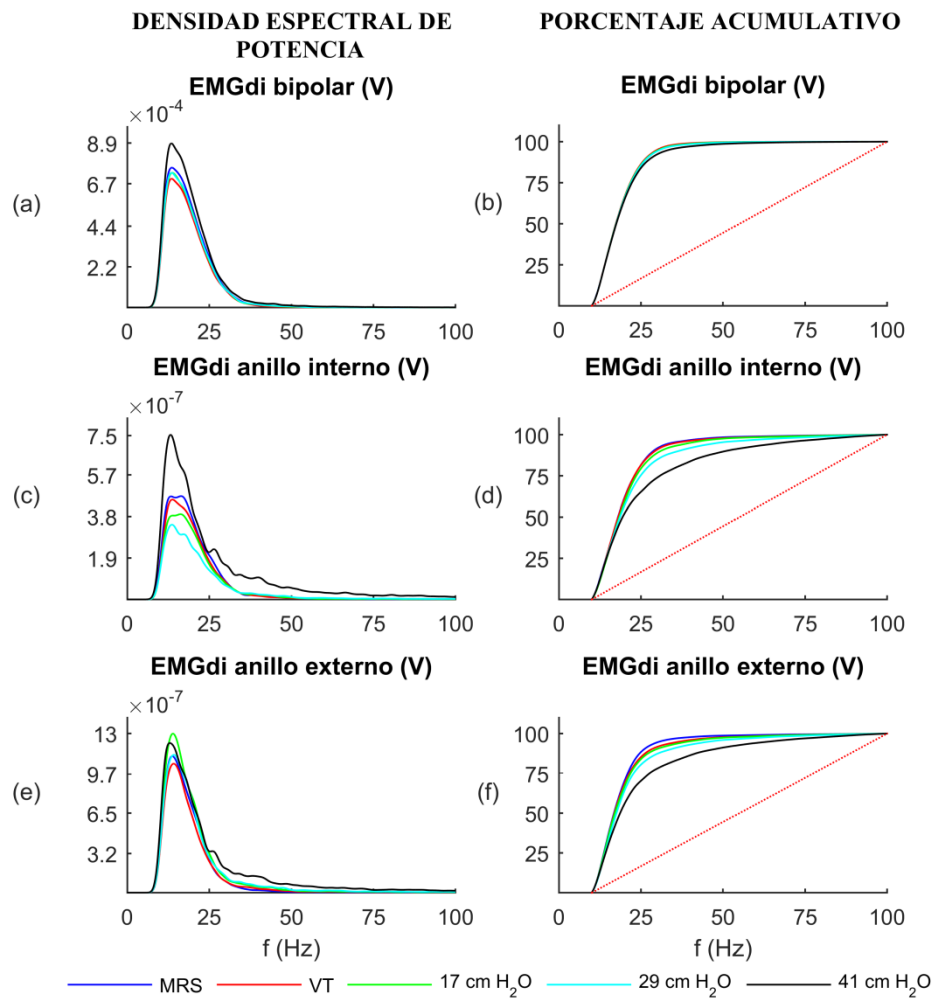 DENSIDAD ESPECTRAL DE
POTENCIA
PORCENTAJE ACUMULATIVO
EMGdi bipolar (V)
×10⁻⁴
8.9
6.7
4.4
2.2
(a)
0 25 50 75 100
EMGdi bipolar (V)
100
75
50
25
(b)
0 25 50 75 100
EMGdi anillo interno (V)
×10⁻⁷
7.5
5.7
3.8
1.9
(c)
0 25 50 75 100
EMGdi anillo interno (V)
100
75
50
25
(d)
0 25 50 75 100
EMGdi anillo externo (V)
×10⁻⁷
13
9.7
6.5
3.2
(e)
0 25 50 75 100
f (Hz)
EMGdi anillo externo (V)
100
75
50
25
(f)
0 25 50 75 100
f (Hz)
MRS VT 17 cm H₂O 29 cm H₂O 41 cm H₂O